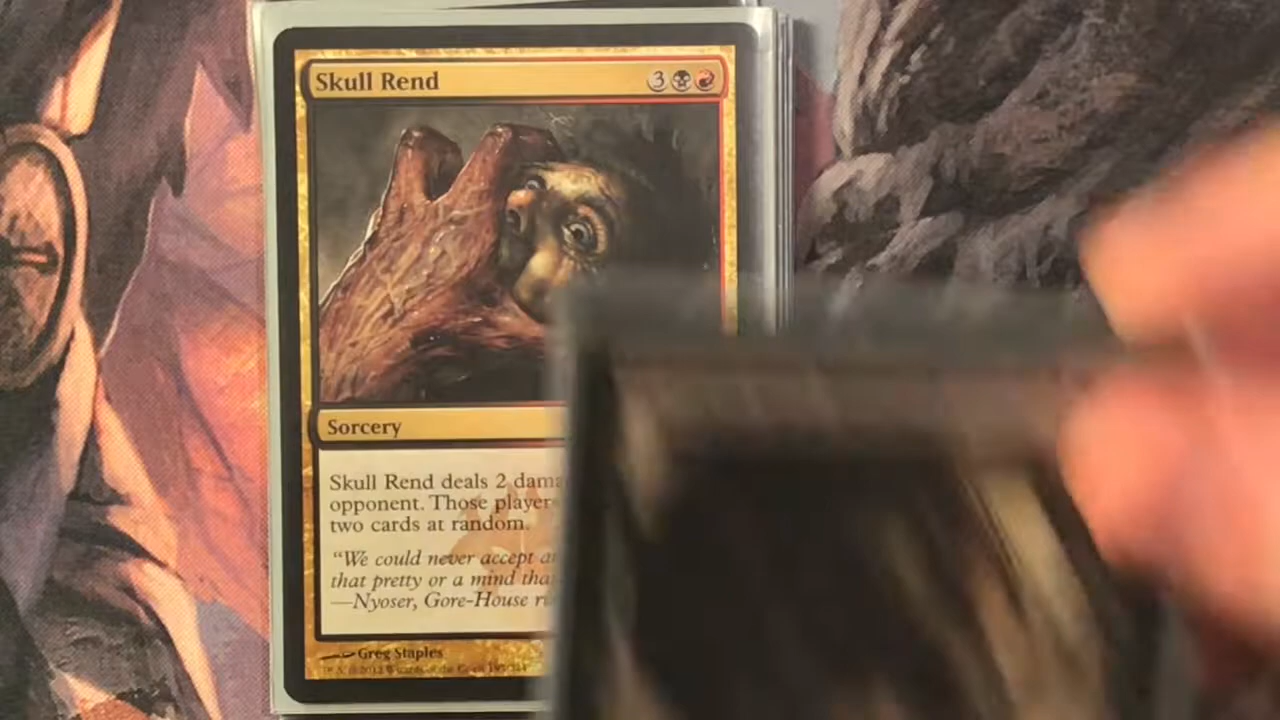 Skull Rend
3
Sorcery
Skull Rend deals 2 dama
opponent. Those player
two cards at random.
"We could never accept a
that pretty or a mind tha
—Nyoser, Gore-House r
Greg Staples